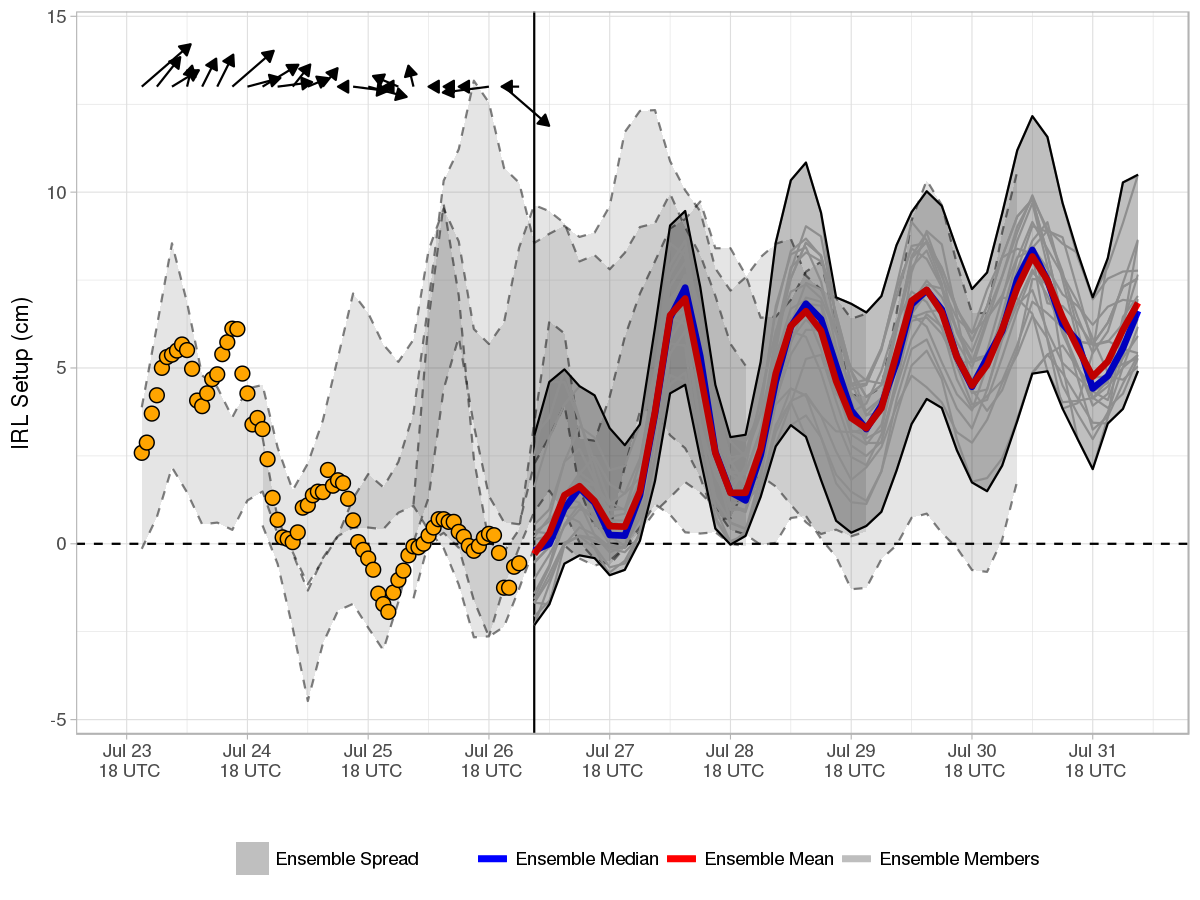 IRL Setup (cm)
15
10
5
0
-5
Jul 23
18 UTC
Jul 24
18 UTC
Jul 25
18 UTC
Jul 26
18 UTC
Jul 27
18 UTC
Jul 28
18 UTC
Jul 29
18 UTC
Jul 30
18 UTC
Jul 31
18 UTC
Ensemble Spread
Ensemble Median
Ensemble Mean
Ensemble Members